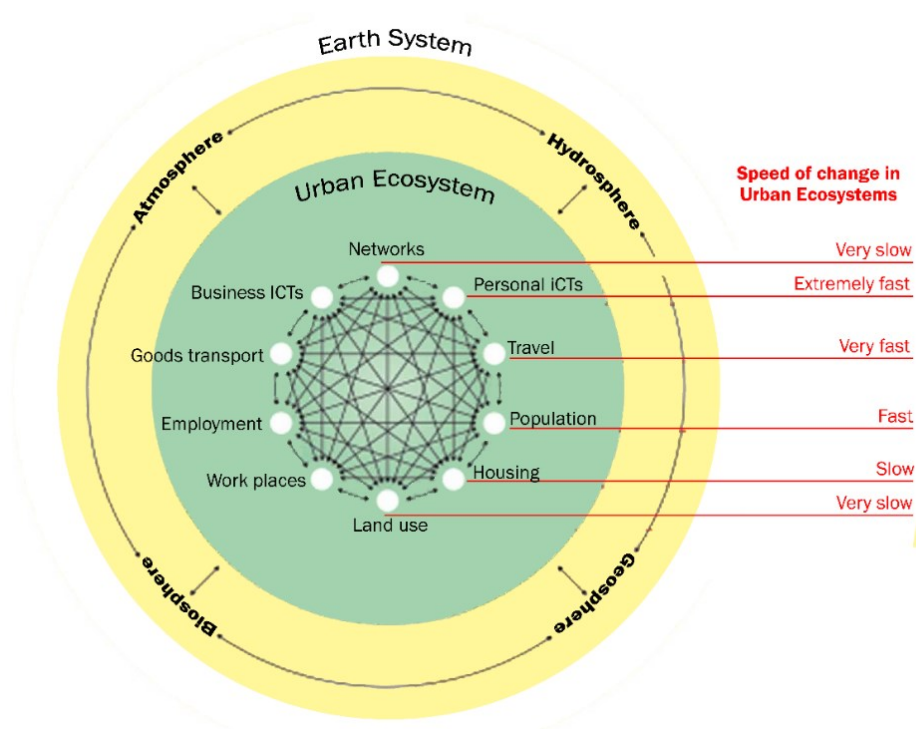 Earth System
Atmosphere
Hydrosphere
Urban Ecosystem
Speed of change in
Urban Ecosystems
Networks
Very slow
Business ICTs
Personal iCTs
Extremely fast
Goods transport
Travel
Very fast
Employment
Population
Fast
Work places
Housing
Slow
Land use
Very slow
Biosphere
Geosphere